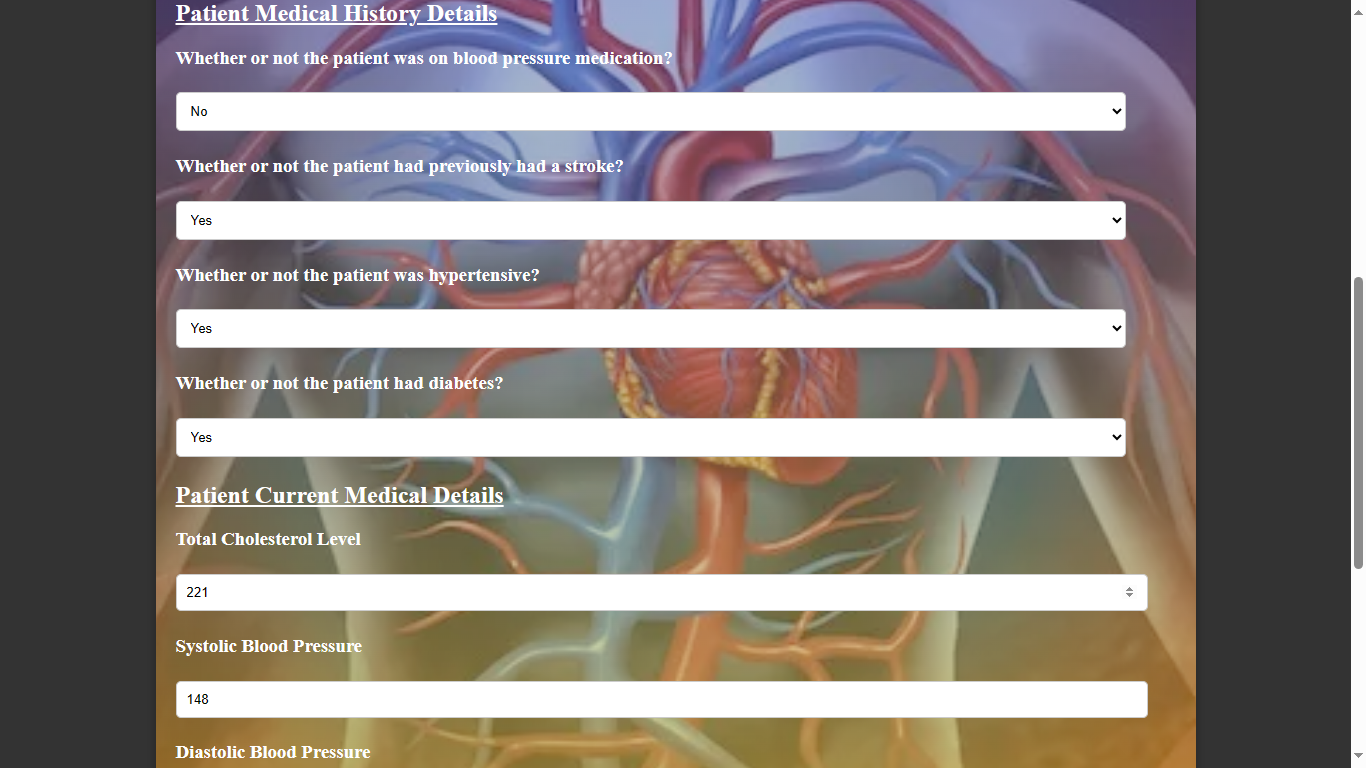 Patient Medical History Details
Whether or not the patient was on blood pressure medication?
No
Whether or not the patient had previously had a stroke?
Yes
Whether or not the patient was hypertensive?
Yes
Whether or not the patient had diabetes?
Yes
Patient Current Medical Details
Total Cholesterol Level
221
Systolic Blood Pressure
148
Diastolic Blood Pressure